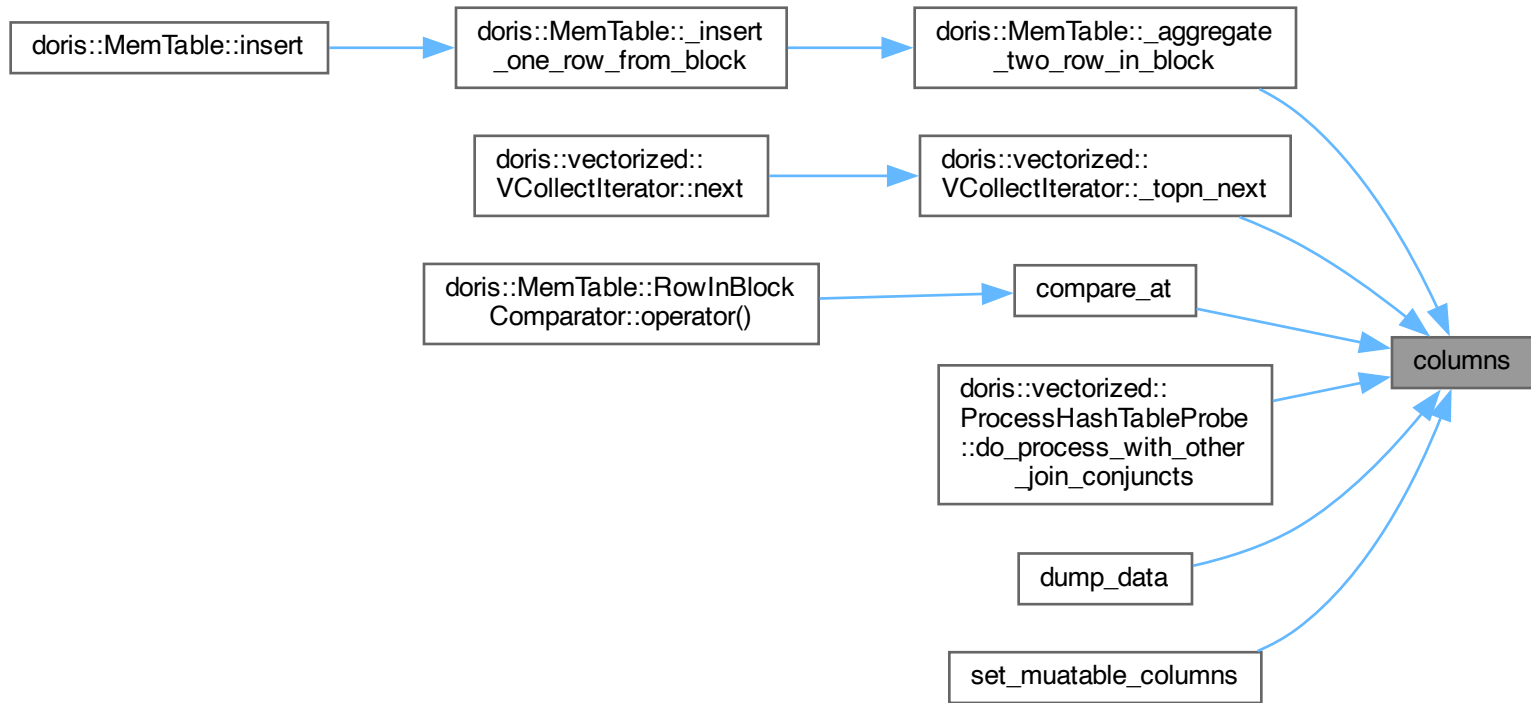 doris::MemTable::insert
doris::MemTable::_insert
_one_row_from_block
doris::MemTable::_aggregate
_two_row_in_block
doris::vectorized::
VCollectIterator::next
doris::vectorized::
VCollectIterator::_topn_next
doris::MemTable::RowInBlock
Comparator::operator()
compare_at
columns
doris::vectorized::
ProcessHashTableProbe
::do_process_with_other
_join_conjuncts
dump_data
set_muatable_columns